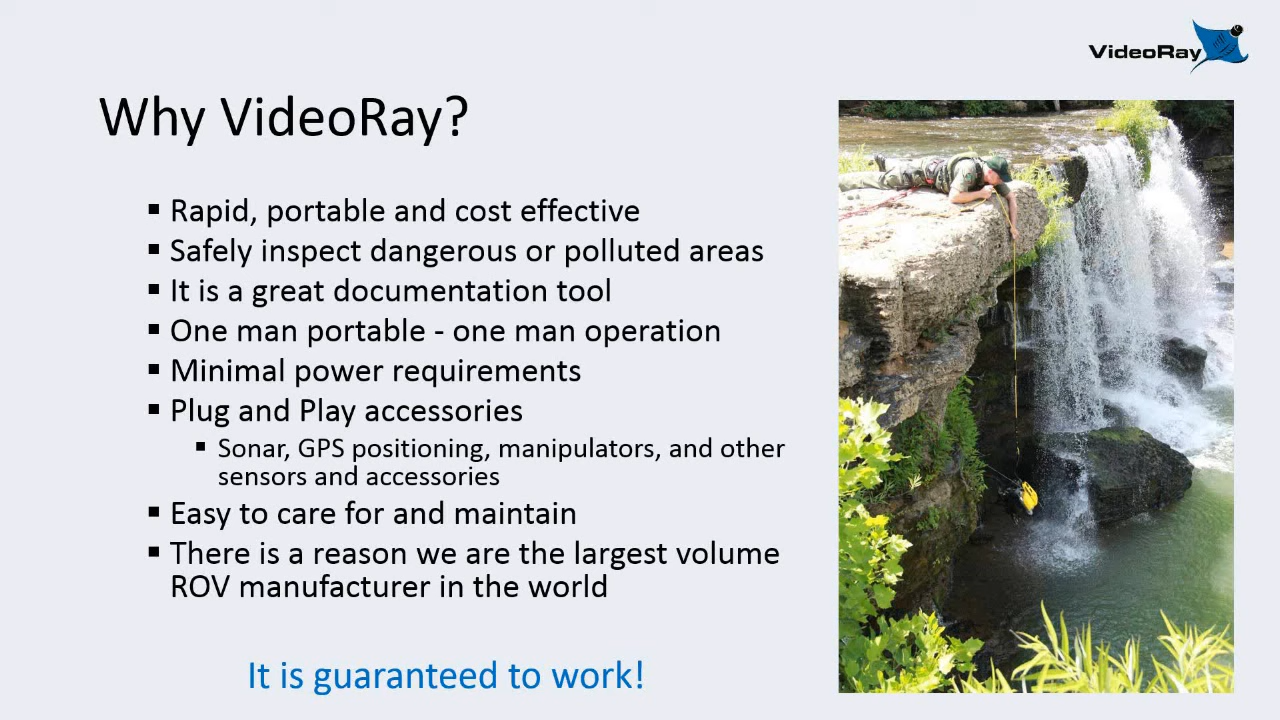 VideoRay
Why VideoRay?
▪ Rapid, portable and cost effective
▪ Safely inspect dangerous or polluted areas
▪ It is a great documentation tool
▪ One man portable - one man operation
▪ Minimal power requirements
▪ Plug and Play accessories
▪ Sonar, GPS positioning, manipulators, and other
sensors and accessories
▪ Easy to care for and maintain
▪ There is a reason we are the largest volume
ROV manufacturer in the world
It is guaranteed to work!